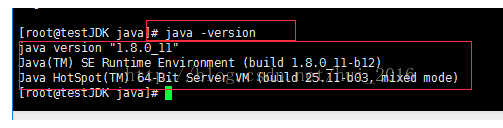 [root@testJDK java]# java -version
java version "1.8.0_11"
Java(TM) SE Runtime Environment (build 1.8.0_11-b12)
Java HotSpot(TM) 64-Bit Server VM (build 25.11-b03, mixed mode)
[root@testJDK java]#